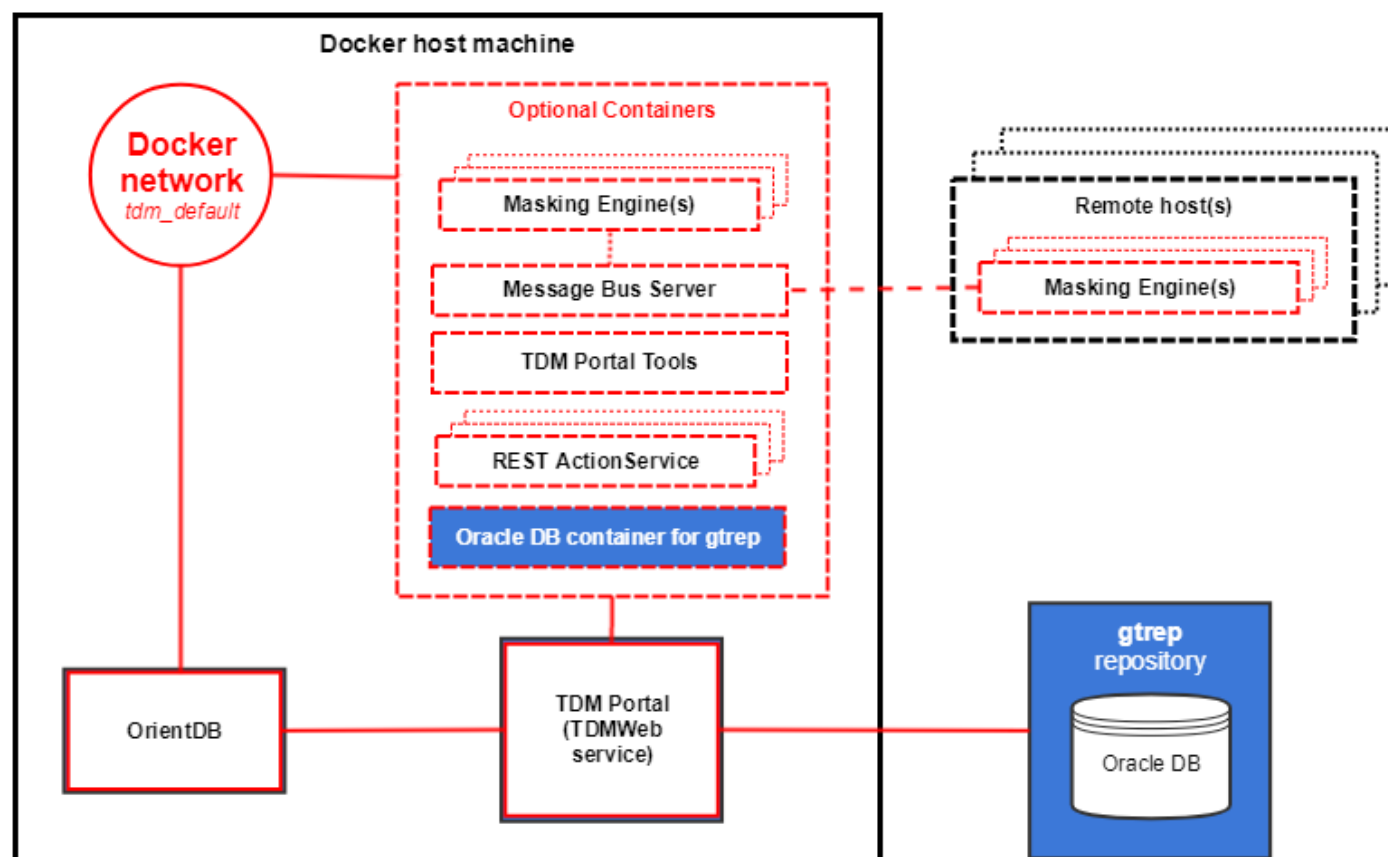 Docker host machine
Docker
network
tdm_default
Optional Containers
Masking Engine(s)
Message Bus Server
TDM Portal Tools
REST ActionService
Oracle DB container for gtrep
Remote host(s)
Masking Engine(s)
OrientDB
TDM Portal
(TDMWeb
service)
gtrep
repository
Oracle DB